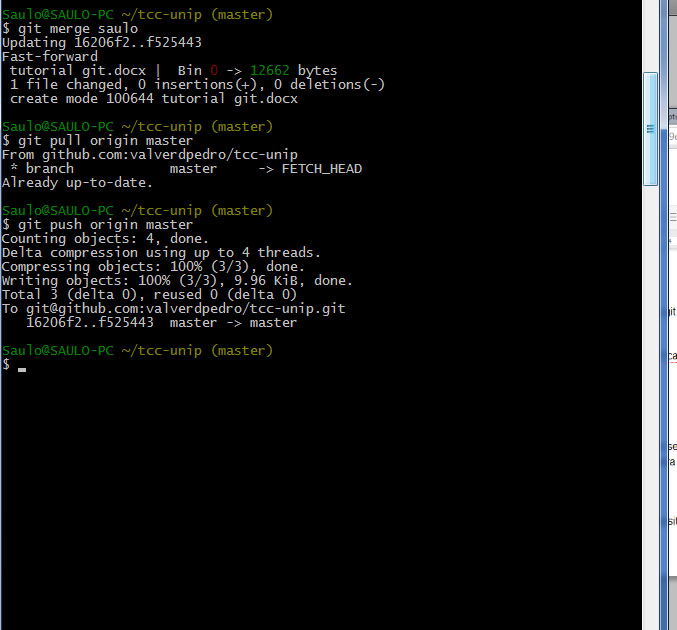 Saulo@SAULO-PC ~/tcc-unip (master)
$ git merge saulo
Updating 16206f2..f525443
Fast-forward
 tutorial git.docx |  Bin 0 -> 12662 bytes
 1 file changed, 0 insertions(+), 0 deletions(-)
 create mode 100644 tutorial git.docx
Saulo@SAULO-PC ~/tcc-unip (master)
$ git pull origin master
From github.com:valverdpedro/tcc-unip
 * branch            master     -> FETCH_HEAD
Already up-to-date.
Saulo@SAULO-PC ~/tcc-unip (master)
$ git push origin master
Counting objects: 4, done.
Delta compression using up to 4 threads.
Compressing objects: 100% (3/3), done.
Writing objects: 100% (3/3), 9.96 KiB, done.
Total 3 (delta 0), reused 0 (delta 0)
To git@github.com:valverdpedro/tcc-unip.git
   16206f2..f525443  master -> master
Saulo@SAULO-PC ~/tcc-unip (master)
$